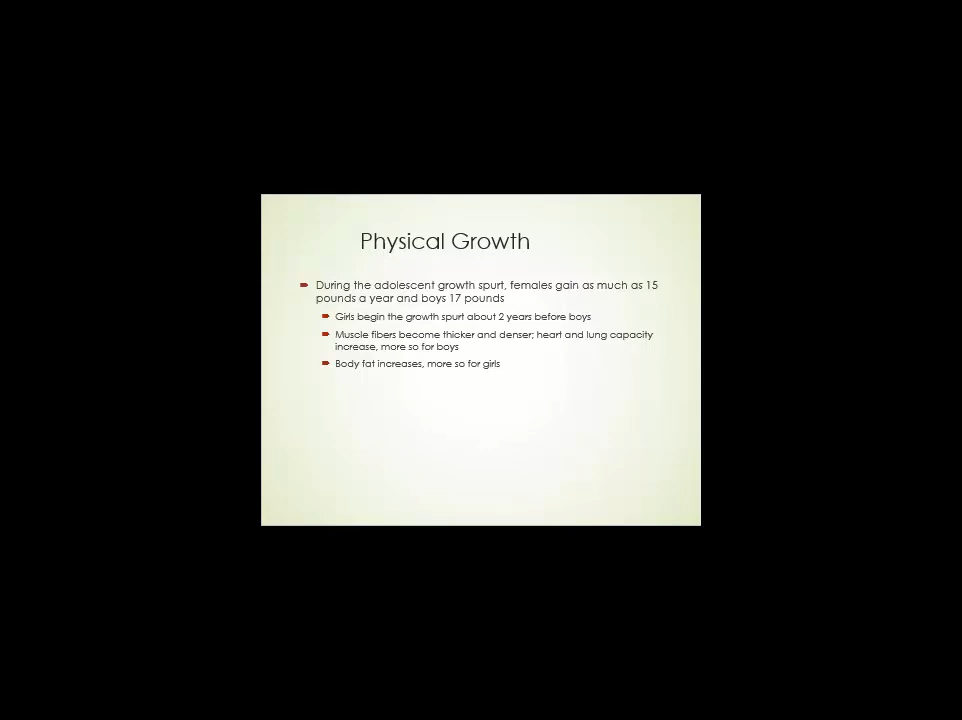 Physical Growth
During the adolescent growth spurt, females gain as much as 15
pounds a year and boys 17 pounds
Girls begin the growth spurt about 2 years before boys
Muscle fibers become thicker and denser; heart and lung capacity
increase, more so for boys
Body fat increases, more so for girls